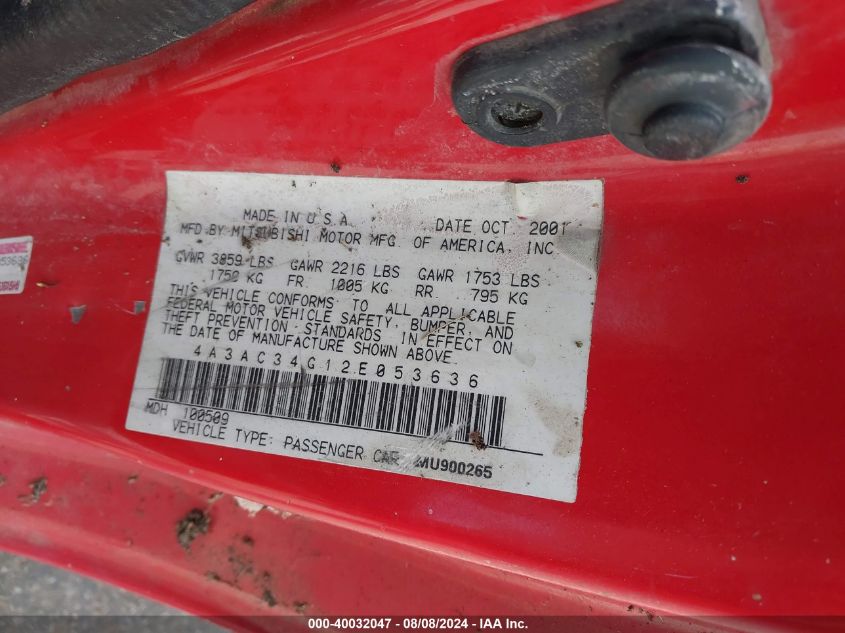 MADE IN U.S.A.
DATE OCT 2001
MFD BY MITSUBISHI MOTOR MFG. OF AMERICA, INC
GVWR 3859 LBS GAWR 2216 LBS GAWR 1753 LBS
1750 KG FR. 1005 KG RR. 795 KG
THIS VEHICLE CONFORMS TO ALL APPLICABLE
FEDERAL MOTOR VEHICLE SAFETY, BUMPER, AND
THEFT PREVENTION STANDARDS IN EFFECT ON
THE DATE OF MANUFACTURE SHOWN ABOVE
4A3AC34G12E053636
MDH 100509
VEHICLE TYPE: PASSENGER CAR MU900265
53636
000-40032047 - 08/08/2024 - IAA Inc.